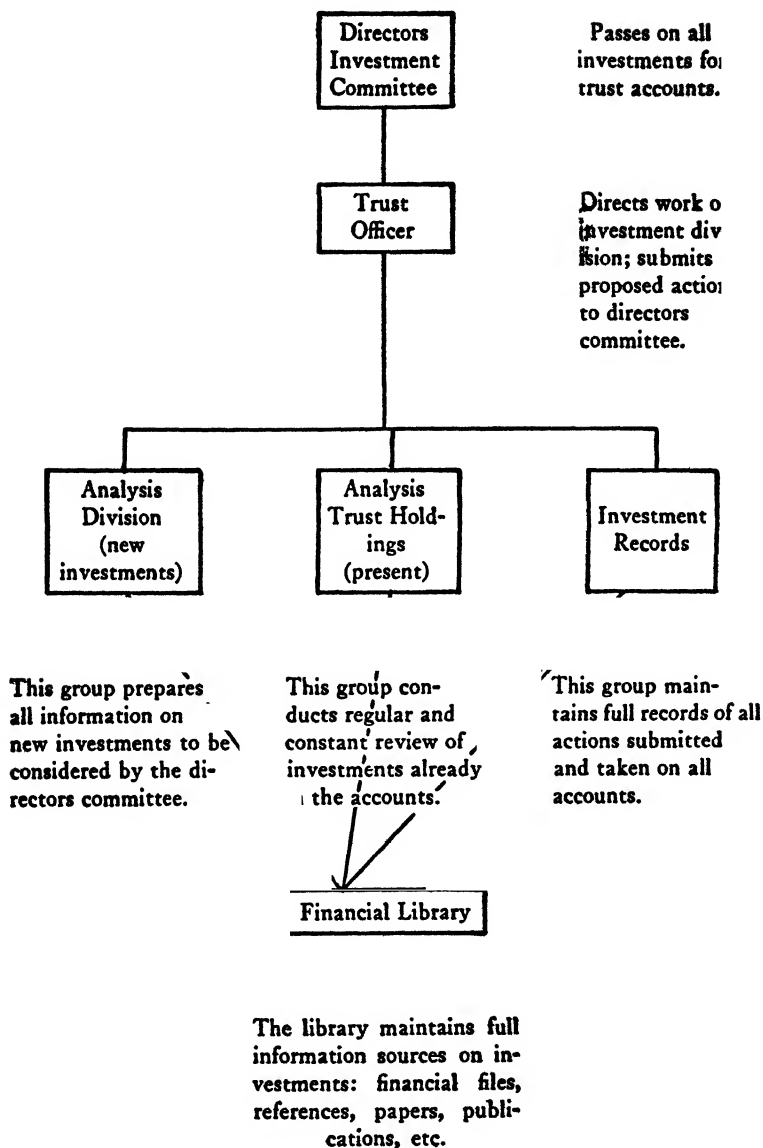 Directors
Investment
Committee
Passes on all
investments for
trust accounts.
Trust
Officer
Directs work o
investment div
ision; submits
proposed action
to directors
committee.
Analysis
Division
(new
investments)
Analysis
Trust Hold-
ings
(present)
Investment
Records
This group prepares
all information on
new investments to be
considered by the di-
rectors committee.
This group con-
ducts regular and
constant review of
investments already
the accounts.
This group main-
tains full records of all
actions submitted
and taken on all
accounts.
Financial Library
The library maintains full
information sources on in-
vestments: financial files,
references, papers, publi-
cations, etc.